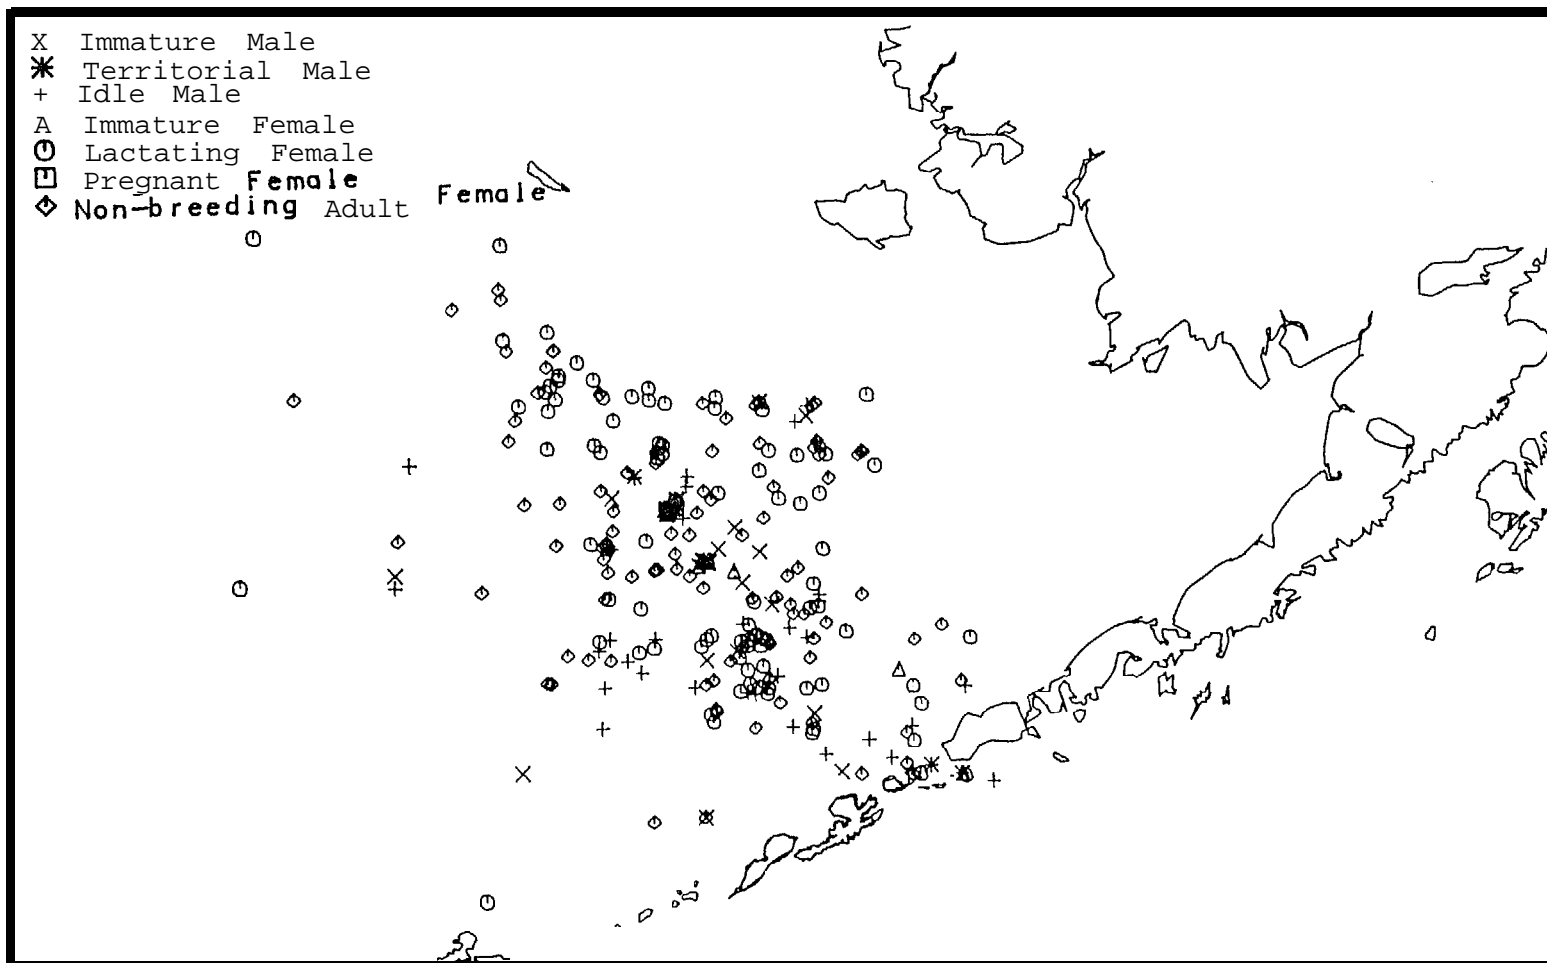 X Immature Male
Territorial Male
+ Idle Male
A Immature Female
Lactating Female
Pregnant Female
Non-breeding Adult Female